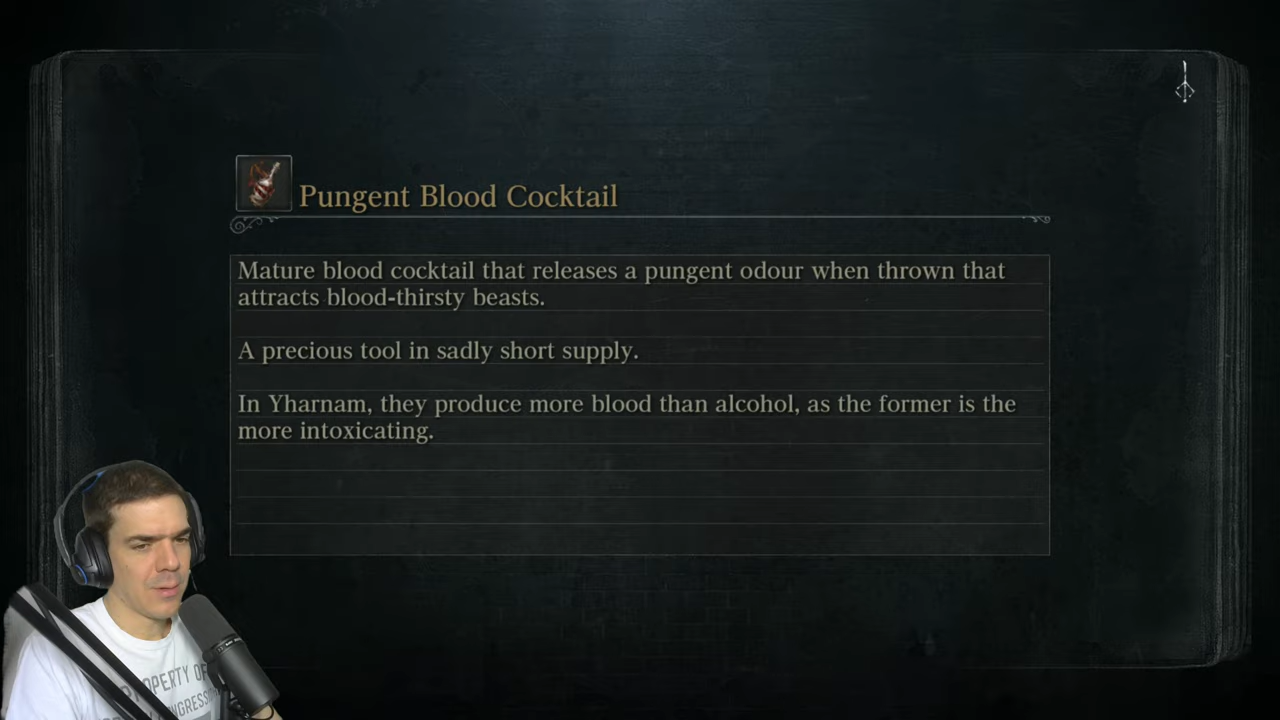 Pungent Blood Cocktail
Mature blood cocktail that releases a pungent odour when thrown that
attracts blood-thirsty beasts.
A precious tool in sadly short supply.
In Yharnam, they produce more blood than alcohol, as the former is the
more intoxicating.
PROPERTY OF